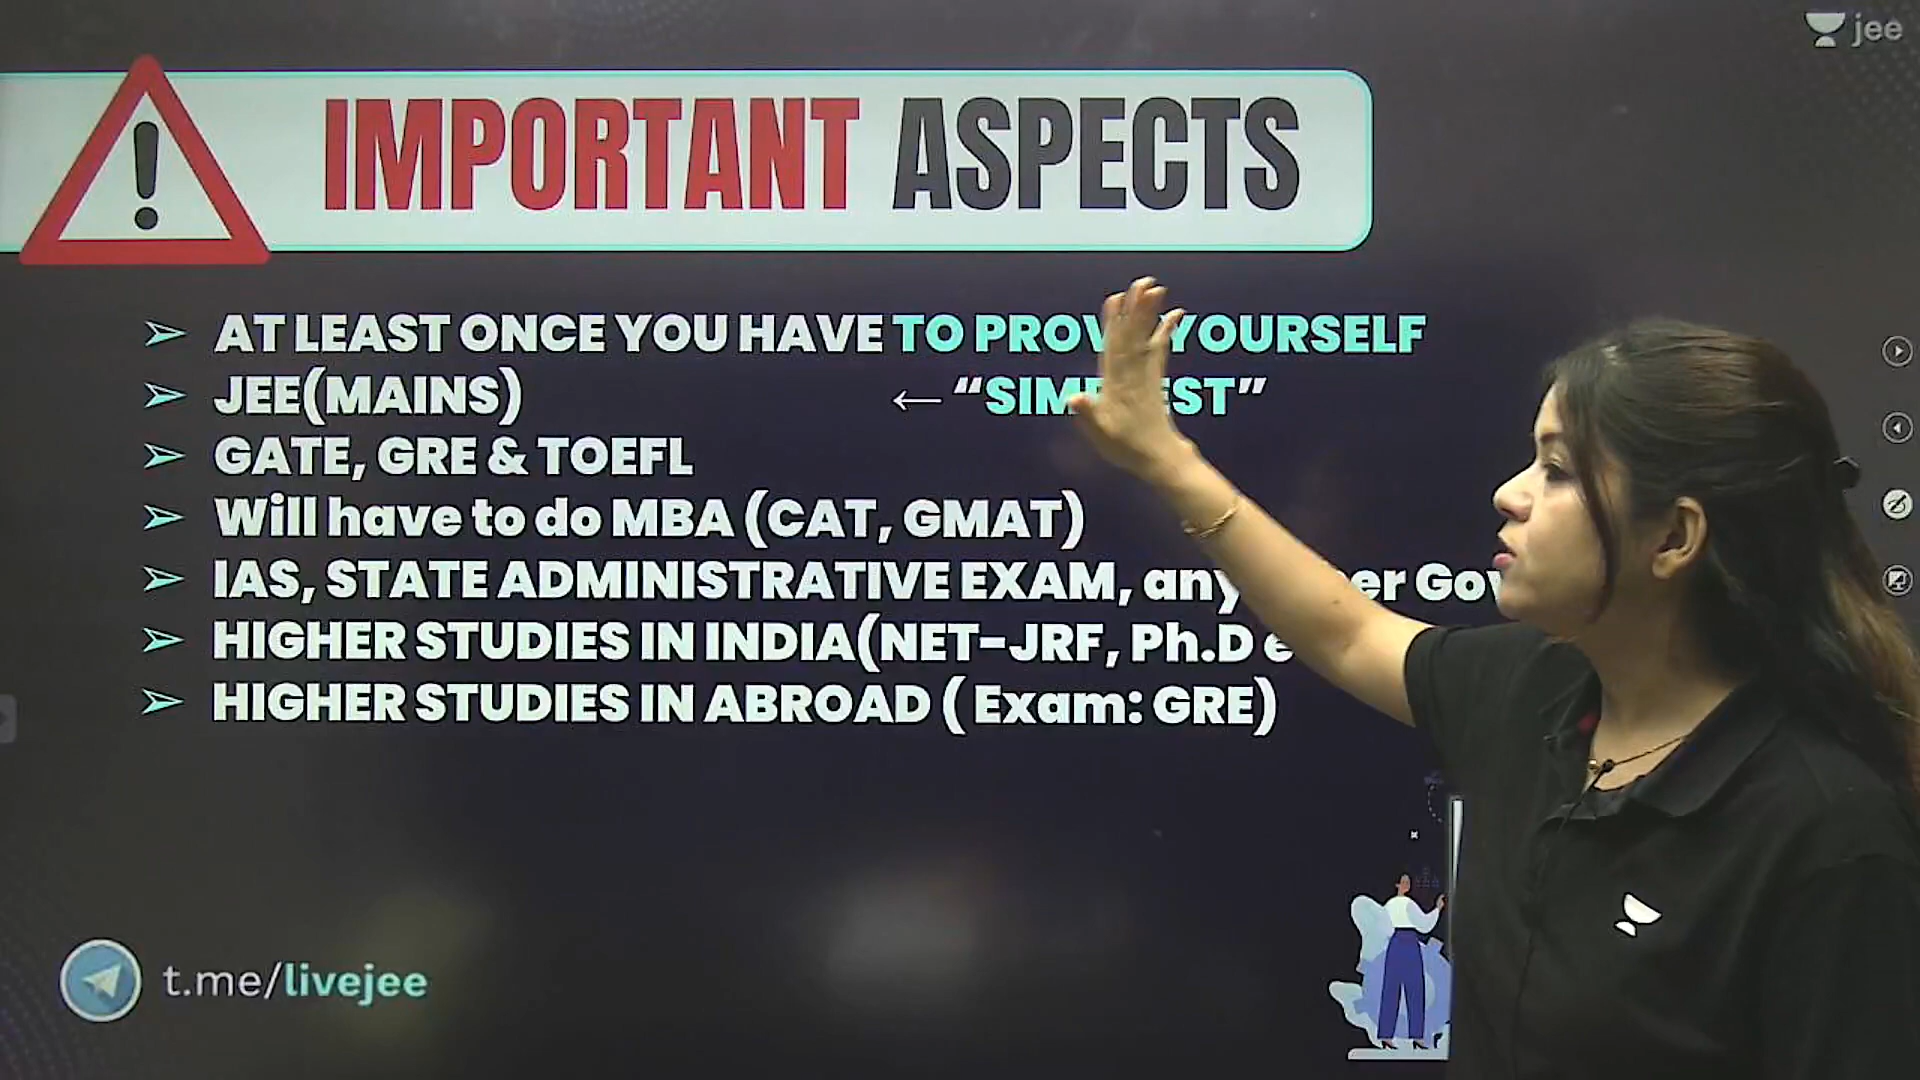 jee
IMPORTANT ASPECTS
AT LEAST ONCE YOU HAVE TO PROV YOURSELF
JEE(MAINS) ← “SIM EST”
GATE, GRE & TOEFL
Will have to do MBA (CAT, GMAT)
IAS, STATE ADMINISTRATIVE EXAM, any er Gov
HIGHER STUDIES IN INDIA(NET-JRF, Ph.D e
HIGHER STUDIES IN ABROAD ( Exam: GRE)
t.me/livejee